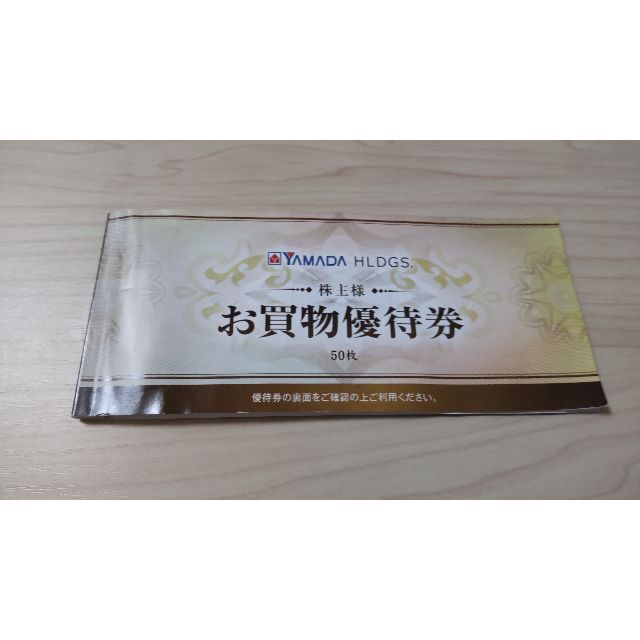 YAMADA HLDGS.
株主様
お買物優待券
50枚
優待券の裏面をご確認の上ご利用ください。